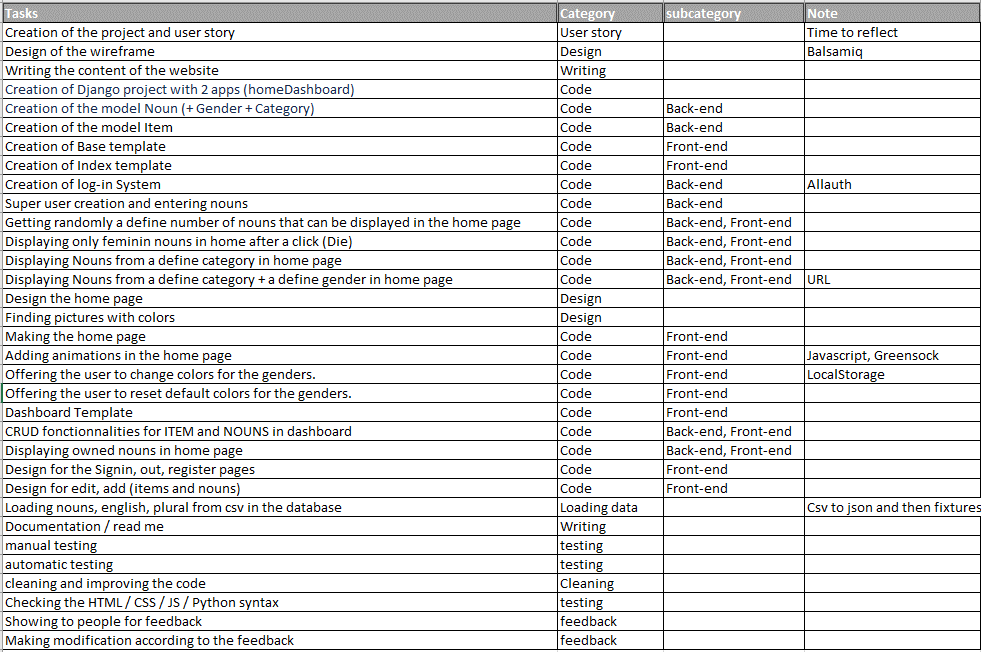 Tasks Category subcategory Note
Creation of the project and user story User story Time to reflect
Design of the wireframe Design Balsamiq
Writing the content of the website Writing
Creation of Django project with 2 apps (homeDashboard) Code
Creation of the model Noun (+ Gender + Category) Code Back-end
Creation of the model Item Code Back-end
Creation of Base template Code Front-end
Creation of Index template Code Front-end
Creation of log-in System Code Back-end Allauth
Super user creation and entering nouns Code Back-end
Getting randomly a define number of nouns that can be displayed in the home page Code Back-end, Front-end
Displaying only feminin nouns in home after a click (Die) Code Back-end, Front-end
Displaying Nouns from a define category in home page Code Back-end, Front-end
Displaying Nouns from a define category + a define gender in home page Code Back-end, Front-end URL
Design the home page Design
Finding pictures with colors Design
Making the home page Code Front-end
Adding animations in the home page Code Front-end Javascript, Greensock
Offering the user to change colors for the genders. Code Front-end LocalStorage
Offering the user to reset default colors for the genders. Code Front-end
Dashboard Template Code Front-end
CRUD fonctionnalities for ITEM and NOUNS in dashboard Code Back-end, Front-end
Displaying owned nouns in home page Code Back-end, Front-end
Design for the Signin, out, register pages Code Front-end
Design for edit, add (items and nouns) Code Front-end
Loading nouns, english, plural from csv in the database Loading data Csv to json and then fixtures
Documentation / read me Writing
manual testing testing
automatic testing testing
cleaning and improving the code Cleaning
Checking the HTML / CSS / JS / Python syntax testing
Showing to people for feedback feedback
Making modification according to the feedback feedback